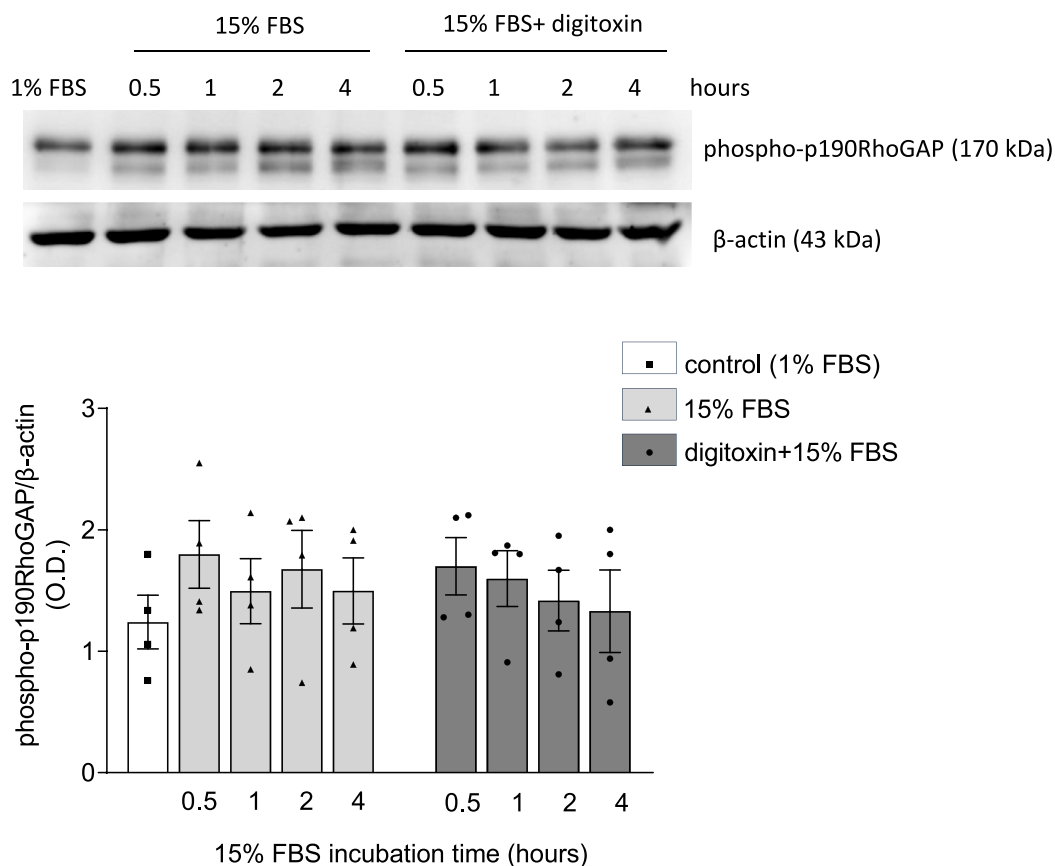 15% FBS 15% FBS+ digitoxin
1% FBS 0.5 1 2 4 0.5 1 2 4 hours
phospho-p190RhoGAP (170 kDa)
β-actin (43 kDa)
control (1% FBS)
15% FBS
digitoxin+15% FBS
phospho-p190RhoGAP/β-actin
(O.D.)
3
2
1
0
0.5 1 2 4 0.5 1 2 4
15% FBS incubation time (hours)